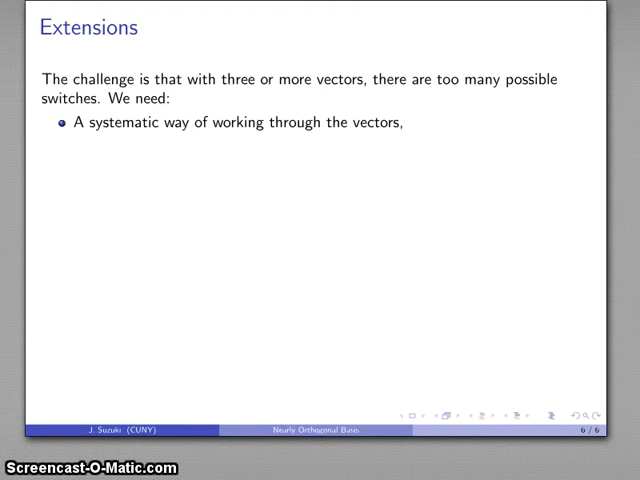 Extensions
The challenge is that with three or more vectors, there are too many possible
switches. We need:
A systematic way of working through the vectors,
J. Suzuki (CUNY)
Nearly Orthogonal Basis
6 / 6
Screencast-O-Matic.com